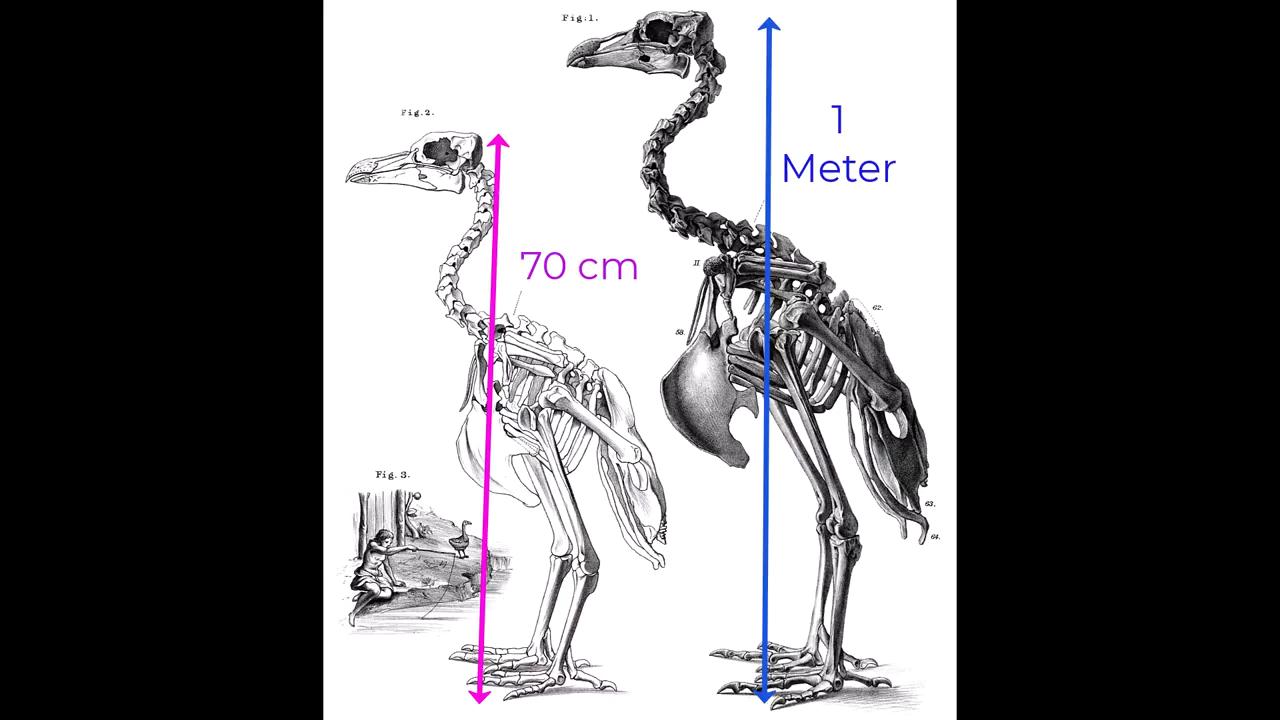 Fig:1.
1
Meter
Fig.2.
70 cm
II
58.
62.
Fig. 3.
63.
64.